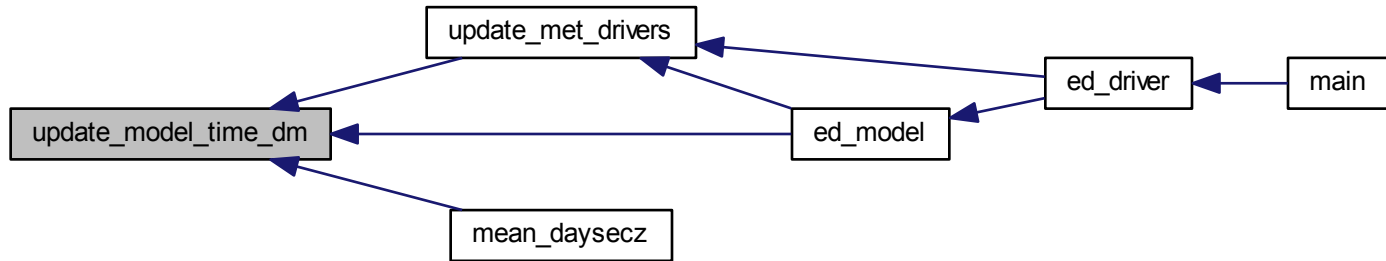 update_met_drivers
ed_driver
main
update_model_time_dm
ed_model
mean_daysecz